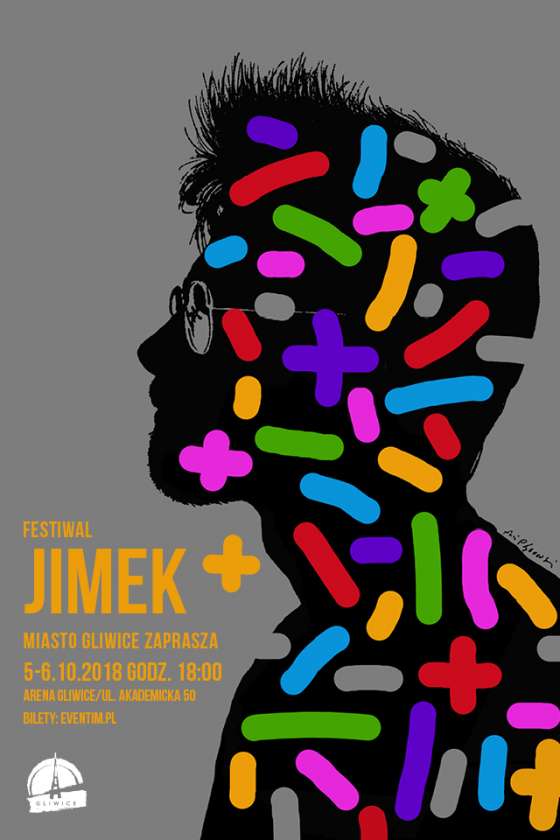 FESTIWAL
JIMEK +
MIASTO GLIWICE ZAPRASZA
5-6.10.2018 GODZ. 18:00
ARENA GLIWICE/UL. AKADEMICKA 50
BILETY: EVENTIM.PL
GLIWICE